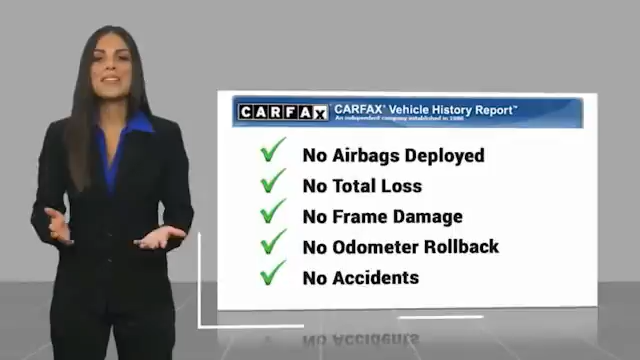 CARFAX CARFAX® Vehicle History Report™
An independent company established in 1986
No Airbags Deployed
No Total Loss
No Frame Damage
No Odometer Rollback
No Accidents